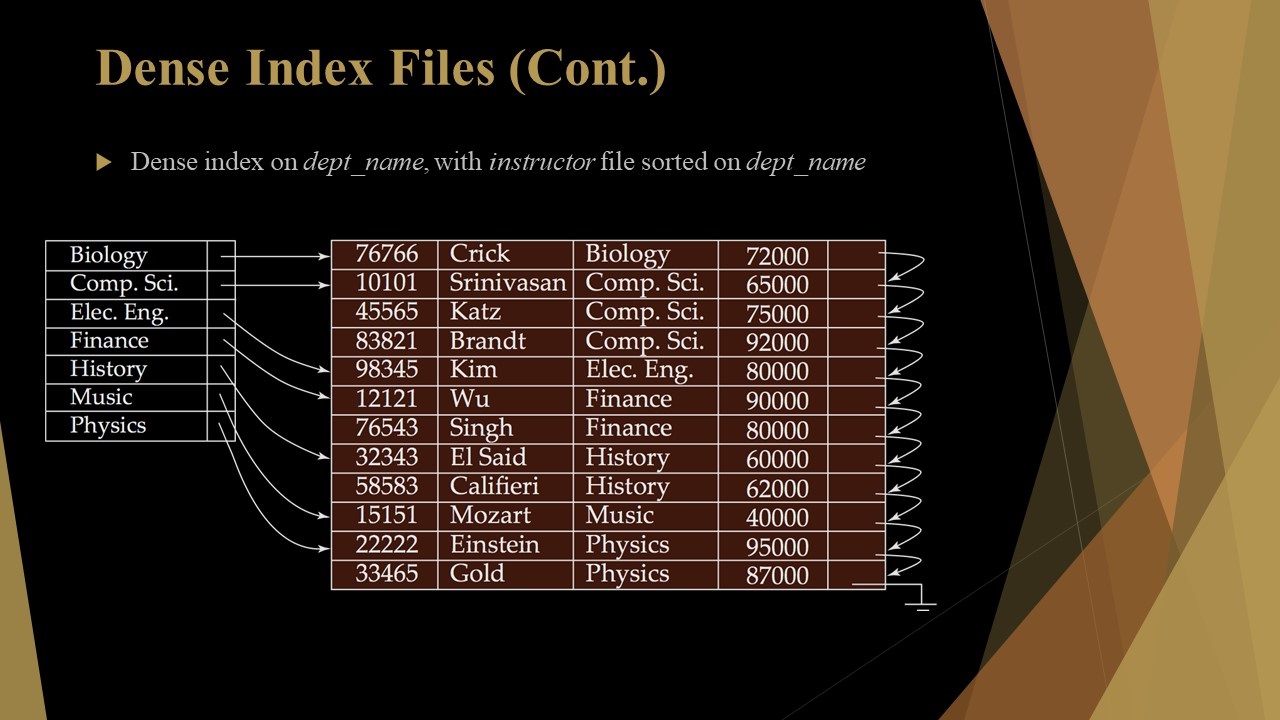 Dense Index Files (Cont.)
Dense index on dept_name, with instructor file sorted on dept_name
Biology
Comp. Sci.
Elec. Eng.
Finance
History
Music
Physics
76766 Crick Biology 72000
10101 Srinivasan Comp. Sci. 65000
45565 Katz Comp. Sci. 75000
83821 Brandt Comp. Sci. 92000
98345 Kim Elec. Eng. 80000
12121 Wu Finance 90000
76543 Singh Finance 80000
32343 El Said History 60000
58583 Califieri History 62000
15151 Mozart Music 40000
22222 Einstein Physics 95000
33465 Gold Physics 87000